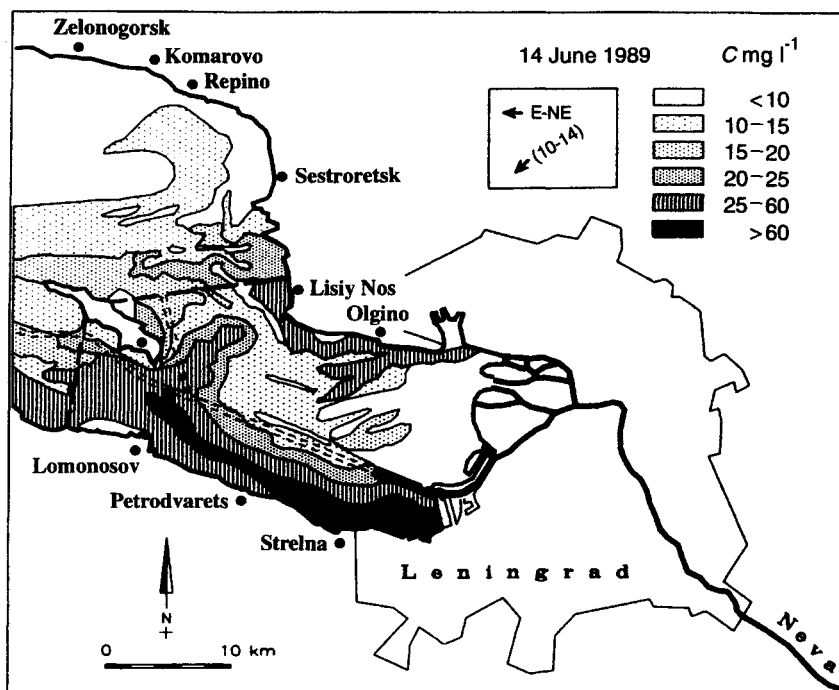 Zelonogorsk
Komarovo
Repino
14 June 1989
C mg l⁻¹
E-NE
(10-14)
<10
10-15
15-20
20-25
25-60
>60
Sestroretsk
Lisiy Nos
Olgino
Lomonosov
Petrodvarets
Strelna
Leningrad
Neva
N
0 10 km